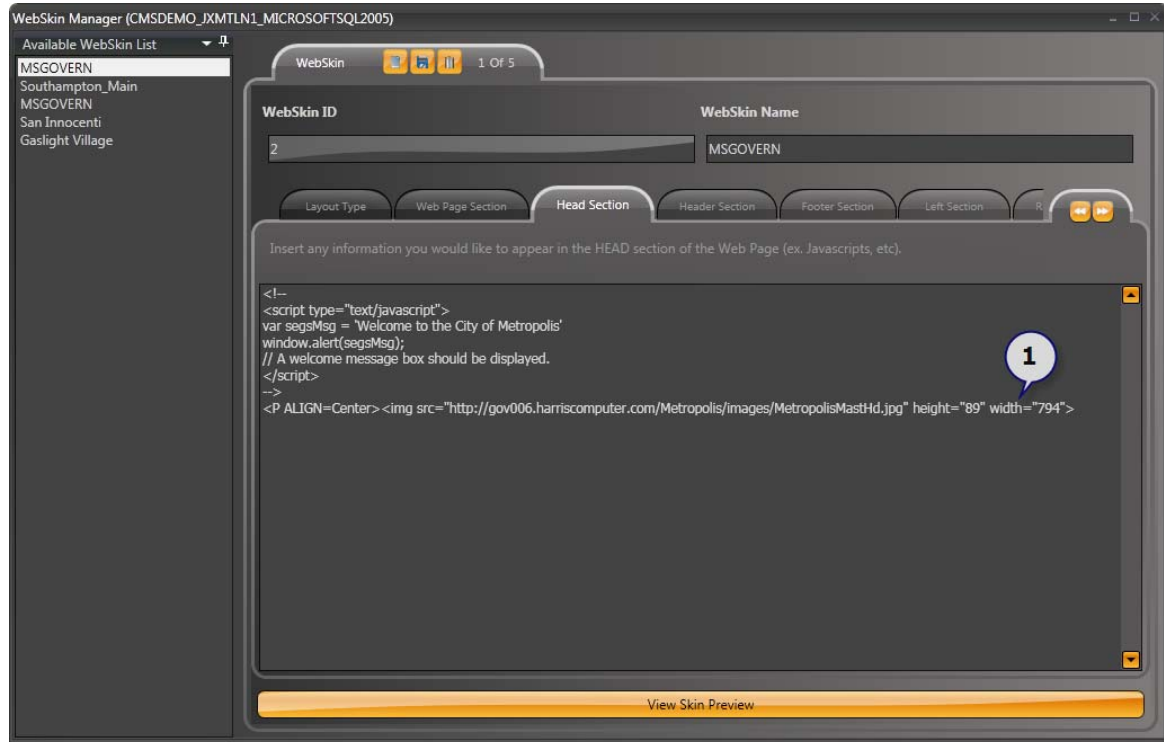 WebSkin Manager (CMSDEMO_JXMTLN1_MICROSOFTSQL2005)
Available WebSkin List
MSGOVERN
Southampton_Main
MSGOVERN
San Innocenti
Gaslight Village
WebSkin 1 Of 5
WebSkin ID WebSkin Name
2 MSGOVERN
Layout Type Web Page Section Head Section Header Section Footer Section Left Section R
Insert any information you would like to appear in the HEAD section of the Web Page (ex. Javascripts, etc).
<!--
<script type="text/javascript">
var segsMsg = 'Welcome to the City of Metropolis'
window.alert(segsMsg);
// A welcome message box should be displayed.
</script>
-->
1
<P ALIGN=Center><img src="http://gov006.harriscomputer.com/Metropolis/images/MetropolisMastHd.jpg" height="89" width="794">
View Skin Preview